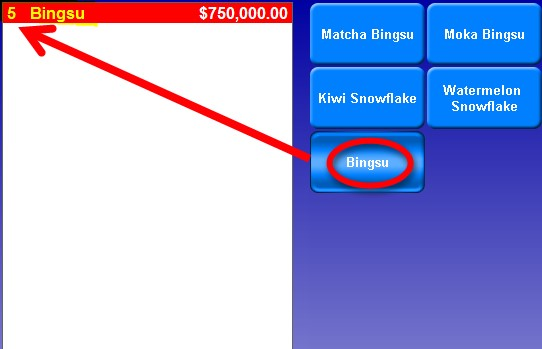 5 Bingsu $750,000.00
Matcha Bingsu
Moka Bingsu
Kiwi Snowflake
Watermelon
Snowflake
Bingsu